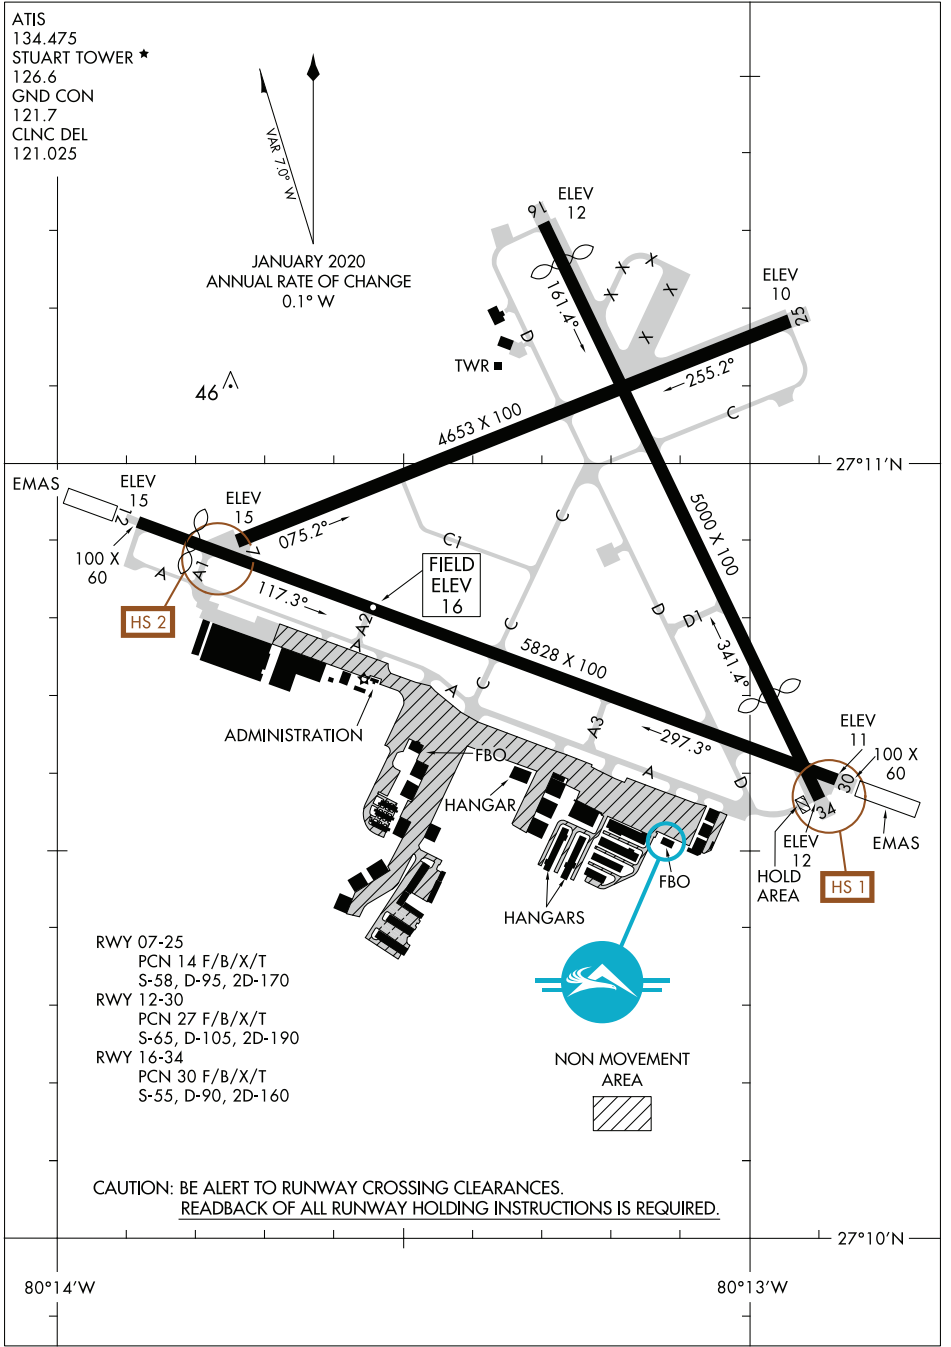 ATIS
134.475
STUART TOWER ★
126.6
GND CON
121.7
CLNC DEL
121.025
VAR 7.0° W
JANUARY 2020
ANNUAL RATE OF CHANGE
0.1° W
16
ELEV
12
ELEV
10
25
161.4°
X
X
X
X
X
D
TWR
255.2°
C
46
4653 X 100
27°11'N
EMAS
ELEV
15
12
ELEV
15
7
075.2°
5000 X 100
C
C1
100 X
60
A
A1
HS 2
117.3°
FIELD
ELEV
16
A2
A
D
D1
C
341.4°
5828 X 100
A
C
ADMINISTRATION
A3
297.3°
ELEV
11
100 X
60
30
FBO
A
D
HANGAR
34
ELEV
12
EMAS
HOLD
AREA
HS 1
FBO
HANGARS
RWY 07-25
PCN 14 F/B/X/T
S-58, D-95, 2D-170
RWY 12-30
PCN 27 F/B/X/T
S-65, D-105, 2D-190
RWY 16-34
PCN 30 F/B/X/T
S-55, D-90, 2D-160
NON MOVEMENT
AREA
CAUTION: BE ALERT TO RUNWAY CROSSING CLEARANCES.
READBACK OF ALL RUNWAY HOLDING INSTRUCTIONS IS REQUIRED.
27°10'N
80°14'W
80°13'W